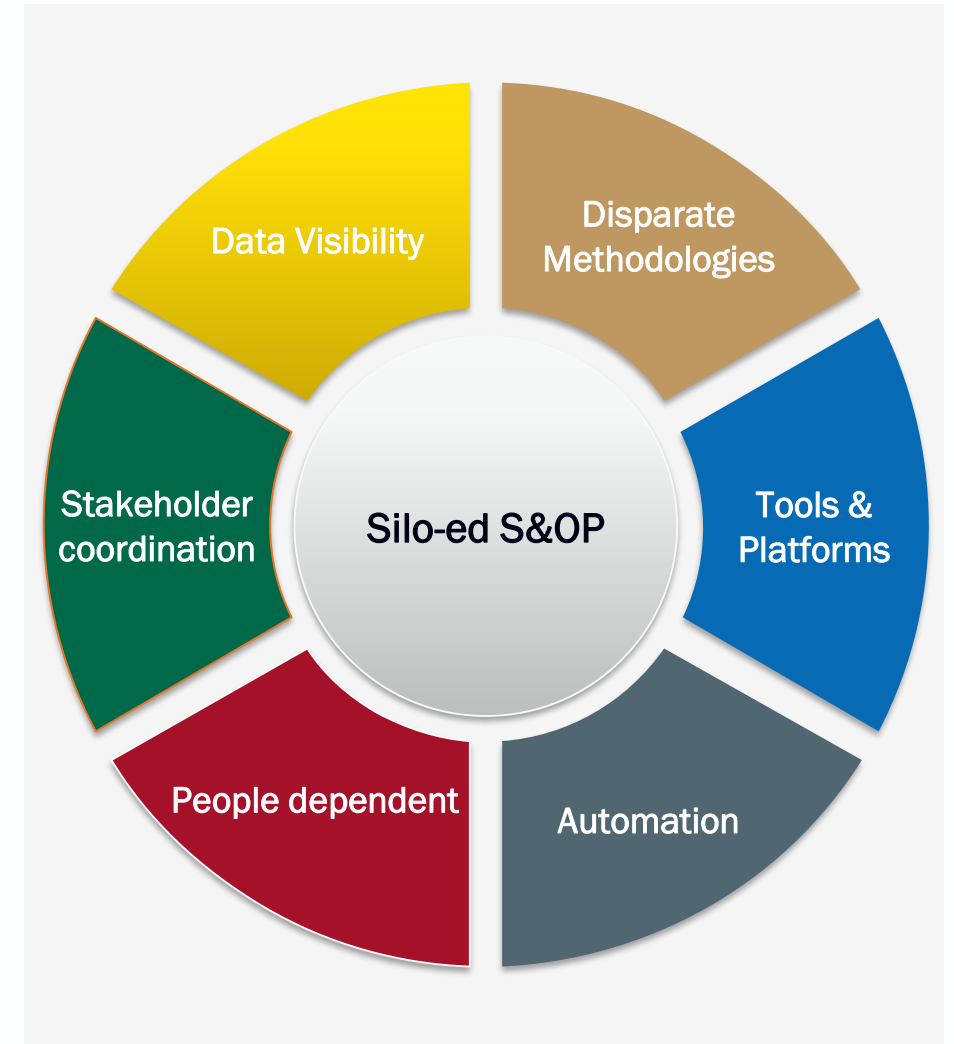 Data Visibility
Disparate
Methodologies
Stakeholder
coordination
Silo-ed S&OP
Tools &
Platforms
People dependent
Automation